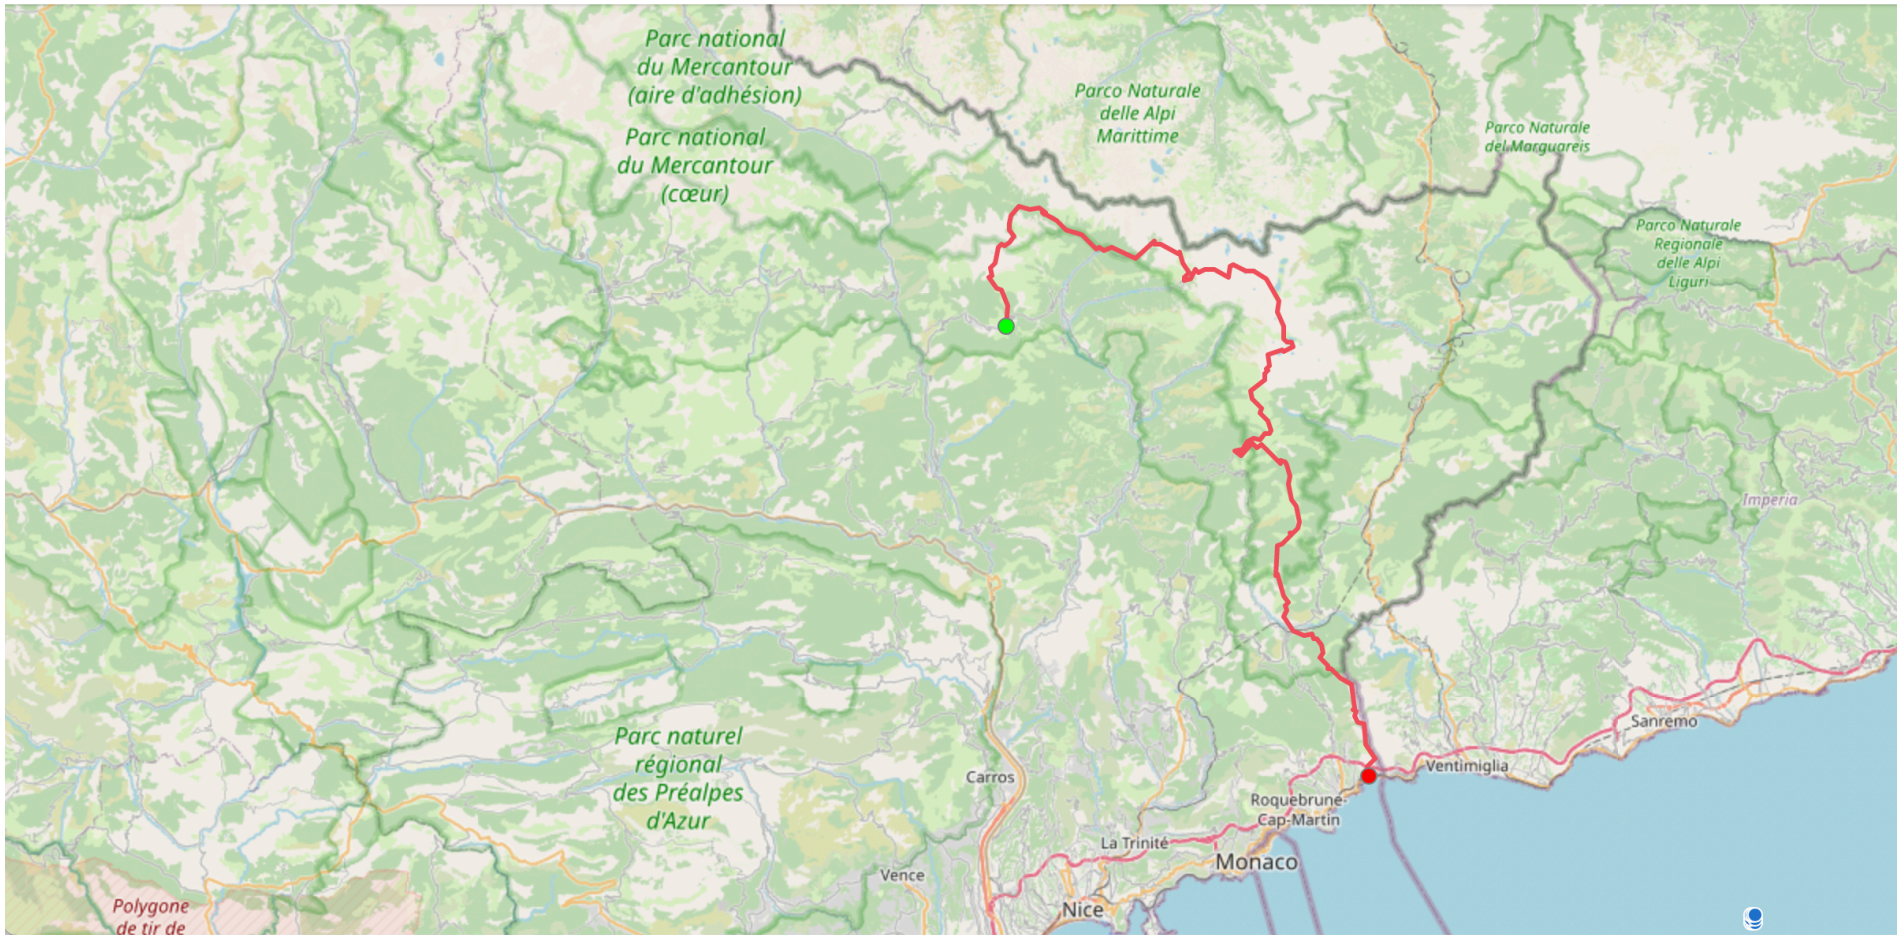 Parc national
du Mercantour
(aire d'adhésion)
Parc national
du Mercantour
(cœur)
Parco Naturale
delle Alpi
Marittime
Parco Naturale
del Marguareis
Parco Naturale
Regionale
delle Alpi
Liguri
Imperia
Sanremo
Ventimiglia
Parc naturel
régional
des Préalpes
d'Azur
Carros
Roquebrune-
Cap-Martin
La Trinité
Monaco
Vence
Nice
Polygone
de tir de